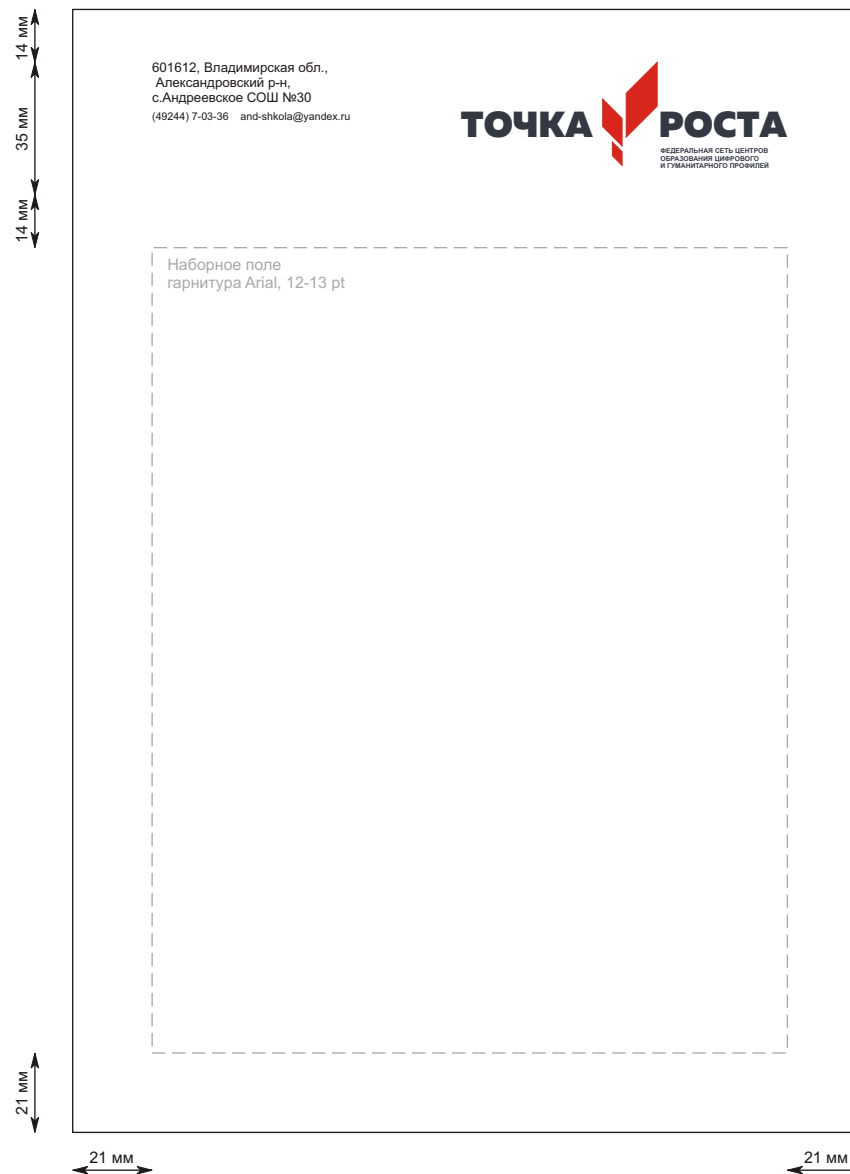 14 мм
35 мм
14 мм
601612, Владимирская обл.,
Александровский р-н,
с.Андреевское СОШ №30
(49244) 7-03-36 and-shkola@yandex.ru
ТОЧКА РОСТА
ФЕДЕРАЛЬНАЯ СЕТЬ ЦЕНТРОВ
ОБРАЗОВАНИЯ ЦИФРОВОГО
И ГУМАНИТАРНОГО ПРОФИЛЕЙ
Наборное поле
гарнитура Arial, 12-13 pt
21 мм
21 мм
21 мм